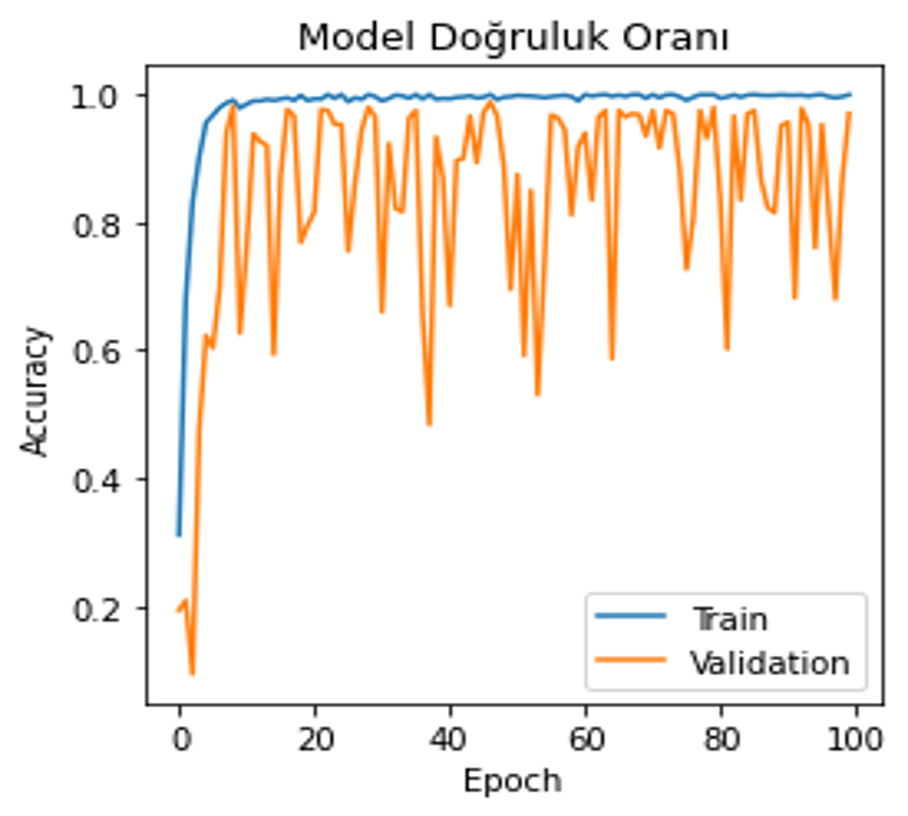 Model Doğruluk Oranı
1.0
0.8
0.6
0.4
0.2
Accuracy
Train
Validation
0 20 40 60 80 100
Epoch